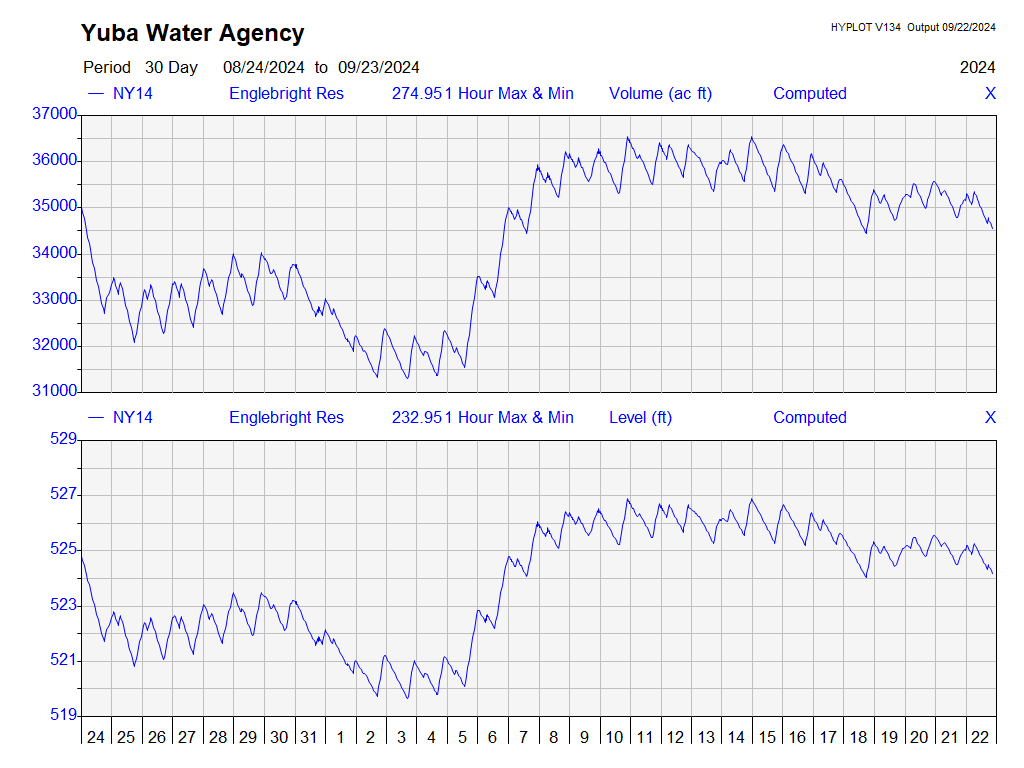 Yuba Water Agency
HYPLOT V134 Output 09/22/2024
Period 30 Day 08/24/2024 to 09/23/2024
2024
NY14 Englebright Res 274.951 Hour Max & Min Volume (ac ft) Computed X
37000
36000
35000
34000
33000
32000
31000
NY14 Englebright Res 232.951 Hour Max & Min Level (ft) Computed X
529
527
525
523
521
519
24 25 26 27 28 29 30 31 1 2 3 4 5 6 7 8 9 10 11 12 13 14 15 16 17 18 19 20 21 22